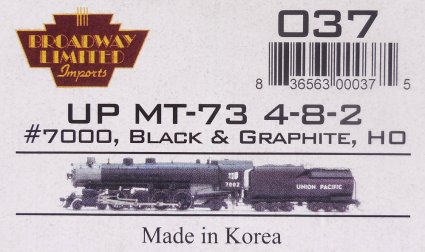 BROADWAY
LIMITED
Imports
037
8 36563 00037 5
UP MT-73 4-8-2
#7000, BLACK & GRAPHITE, HO
7002
UNION PACIFIC
Made in Korea